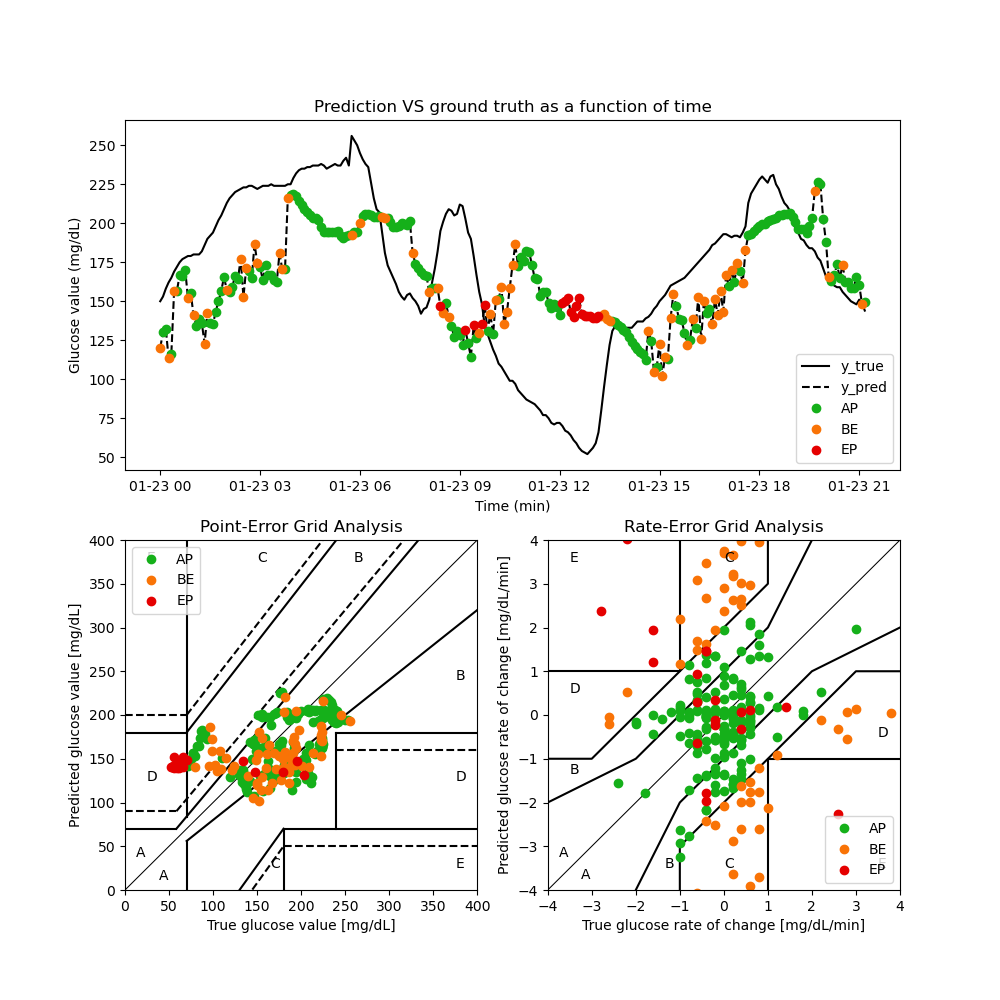 Prediction VS ground truth as a function of time
Glucose value (mg/dL)
250
225
200
175
150
125
100
75
50
01-23 00 01-23 03 01-23 06 01-23 09 01-23 12 01-23 15 01-23 18 01-23 21
Time (min)
y_true
y_pred
AP
BE
EP
Point-Error Grid Analysis
Predicted glucose value [mg/dL]
400
350
300
250
200
150
100
50
0
0 50 100 150 200 250 300 350 400
True glucose value [mg/dL]
AP
BE
EP
C
B
B
D
D
A
A
C
E
Rate-Error Grid Analysis
Predicted glucose rate of change [mg/dL/min]
4
3
2
1
0
−1
−2
−3
−4
−4 −3 −2 −1 0 1 2 3 4
True glucose rate of change [mg/dL/min]
E
C
D
D
B
A
A
B
C
AP
BE
EP